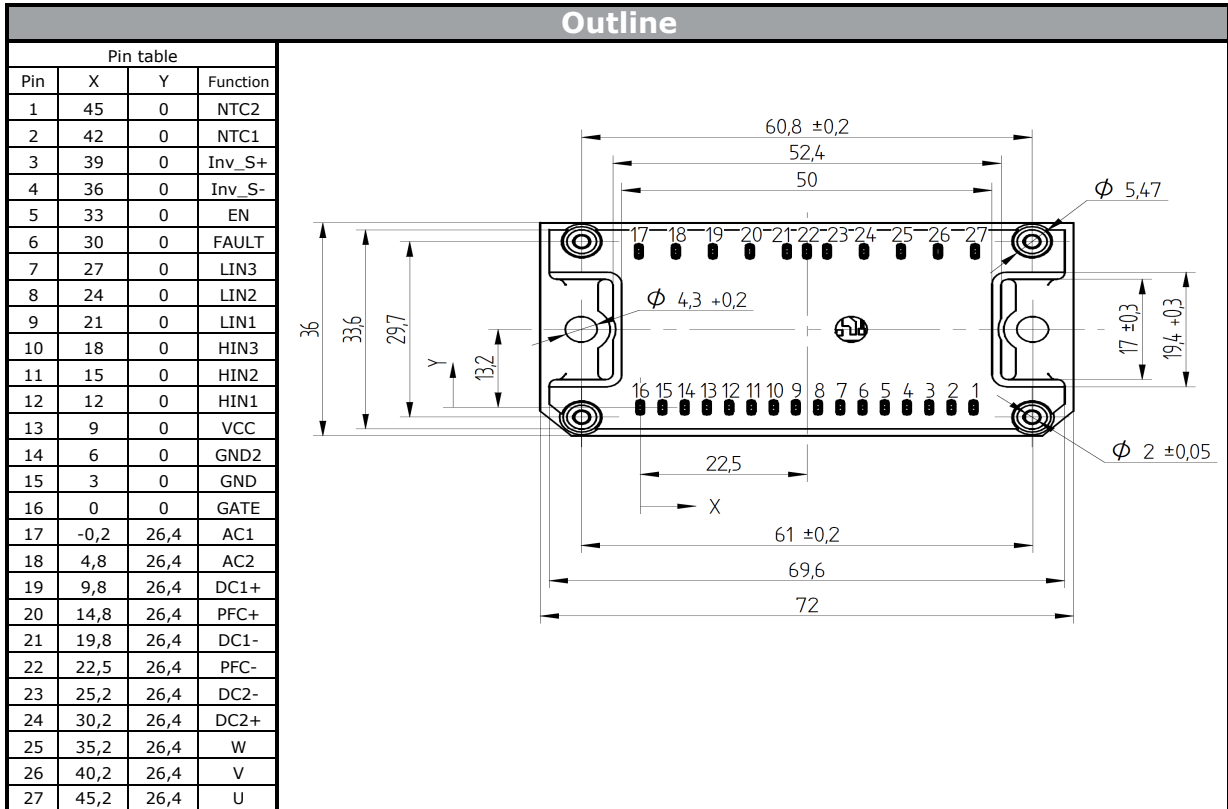 Outline
Pin table
Pin X Y Function
1 45 0 NTC2
2 42 0 NTC1
3 39 0 Inv_S+
4 36 0 Inv_S-
5 33 0 EN
6 30 0 FAULT
7 27 0 LIN3
8 24 0 LIN2
9 21 0 LIN1
10 18 0 HIN3
11 15 0 HIN2
12 12 0 HIN1
13 9 0 VCC
14 6 0 GND2
15 3 0 GND
16 0 0 GATE
17 -0,2 26,4 AC1
18 4,8 26,4 AC2
19 9,8 26,4 DC1+
20 14,8 26,4 PFC+
21 19,8 26,4 DC1-
22 22,5 26,4 PFC-
23 25,2 26,4 DC2-
24 30,2 26,4 DC2+
25 35,2 26,4 W
26 40,2 26,4 V
27 45,2 26,4 U
60,8 ±0,2
52,4
50
ϕ 5,47
17 18 19 20 21 22 23 24 25 26 27
ϕ 4,3 +0,2
36
33,6
29,7
13,2
Y
17 ±0,3
19,4 +0,3
16 15 14 13 12 11 10 9 8 7 6 5 4 3 2 1
ϕ 2 ±0,05
22,5
X
61 ±0,2
69,6
72